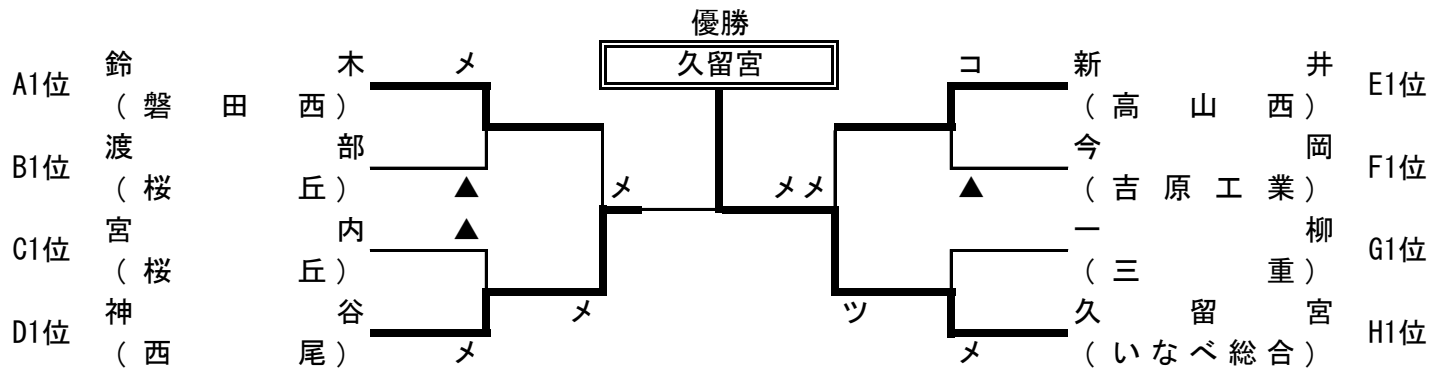 優勝
久留宮
A1位 鈴木 メ
(磐田西)
B1位 渡部
(桜丘) ▲
C1位 宮内 ▲
(桜丘)
D1位 神谷
(西尾) メ
メ
メ
メメ
ツ
コ 新井 E1位
(高山西)
今岡 F1位
▲ (吉原工業)
一柳 G1位
(三重)
久留宮 H1位
メ (いなべ総合)